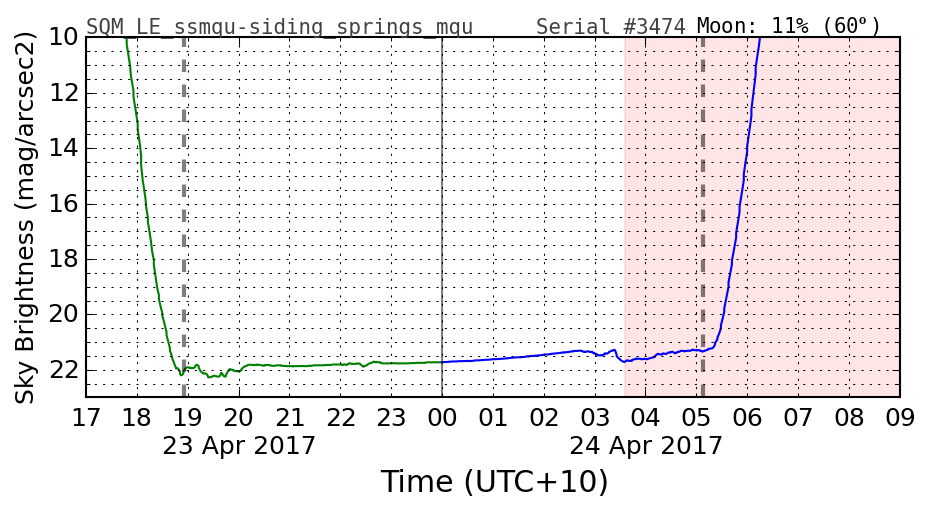 SQM_LE_ssmqu-siding_springs_mqu Serial #3474 Moon: 11% (60°)
Sky Brightness (mag/arcsec2)
10
12
14
16
18
20
22
17 18 19 20 21 22 23 00 01 02 03 04 05 06 07 08 09
23 Apr 2017 24 Apr 2017
Time (UTC+10)